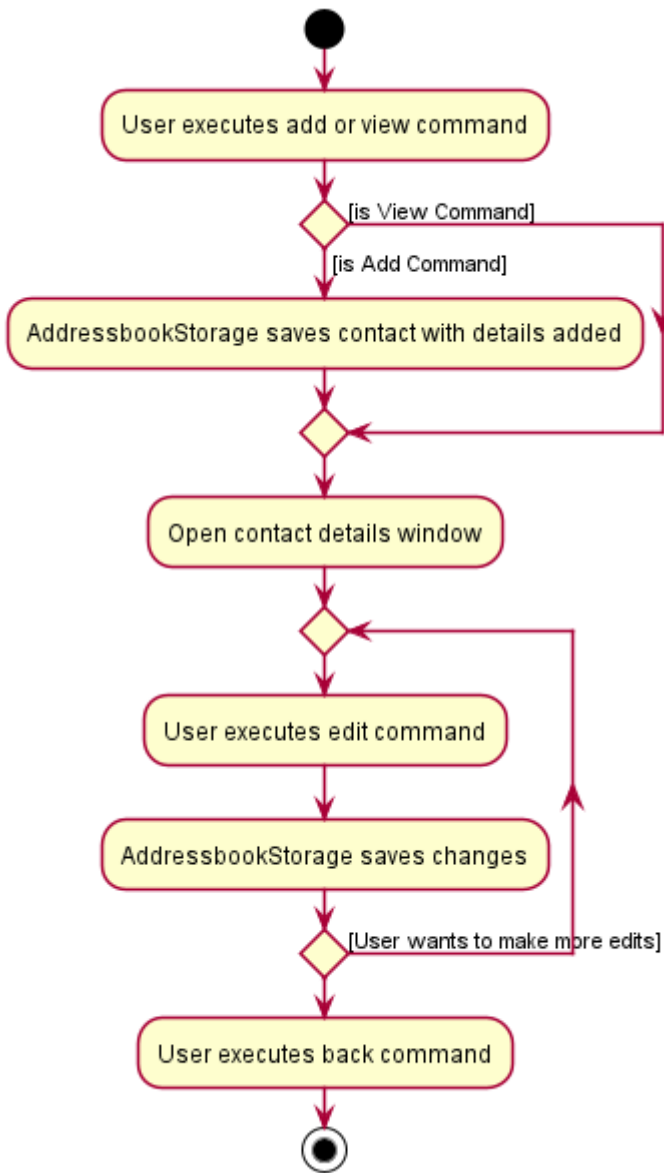 User executes add or view command
[is View Command]
[is Add Command]
AddressbookStorage saves contact with details added
Open contact details window
User executes edit command
AddressbookStorage saves changes
[User wants to make more edits]
User executes back command